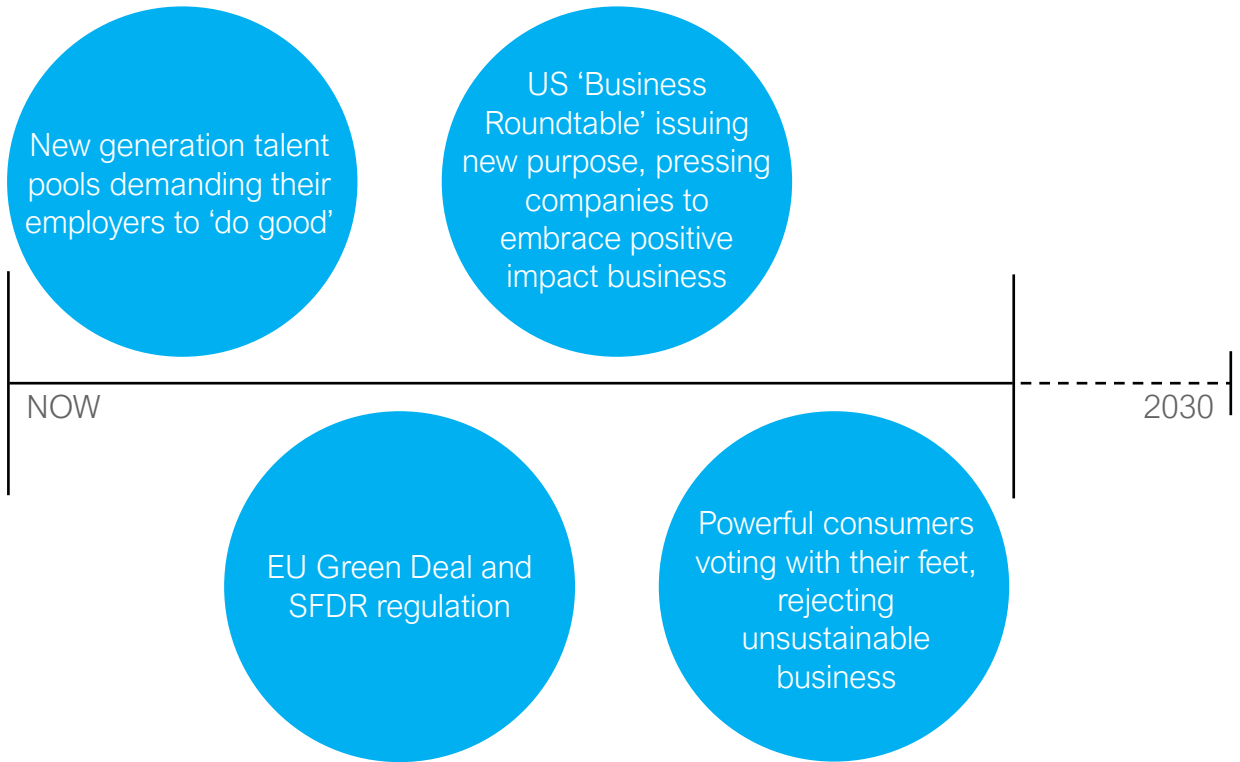 New generation talent
pools demanding their
employers to ‘do good’
US ‘Business
Roundtable’ issuing
new purpose, pressing
companies to
embrace positive
impact business
NOW
2030
EU Green Deal and
SFDR regulation
Powerful consumers
voting with their feet,
rejecting
unsustainable
business